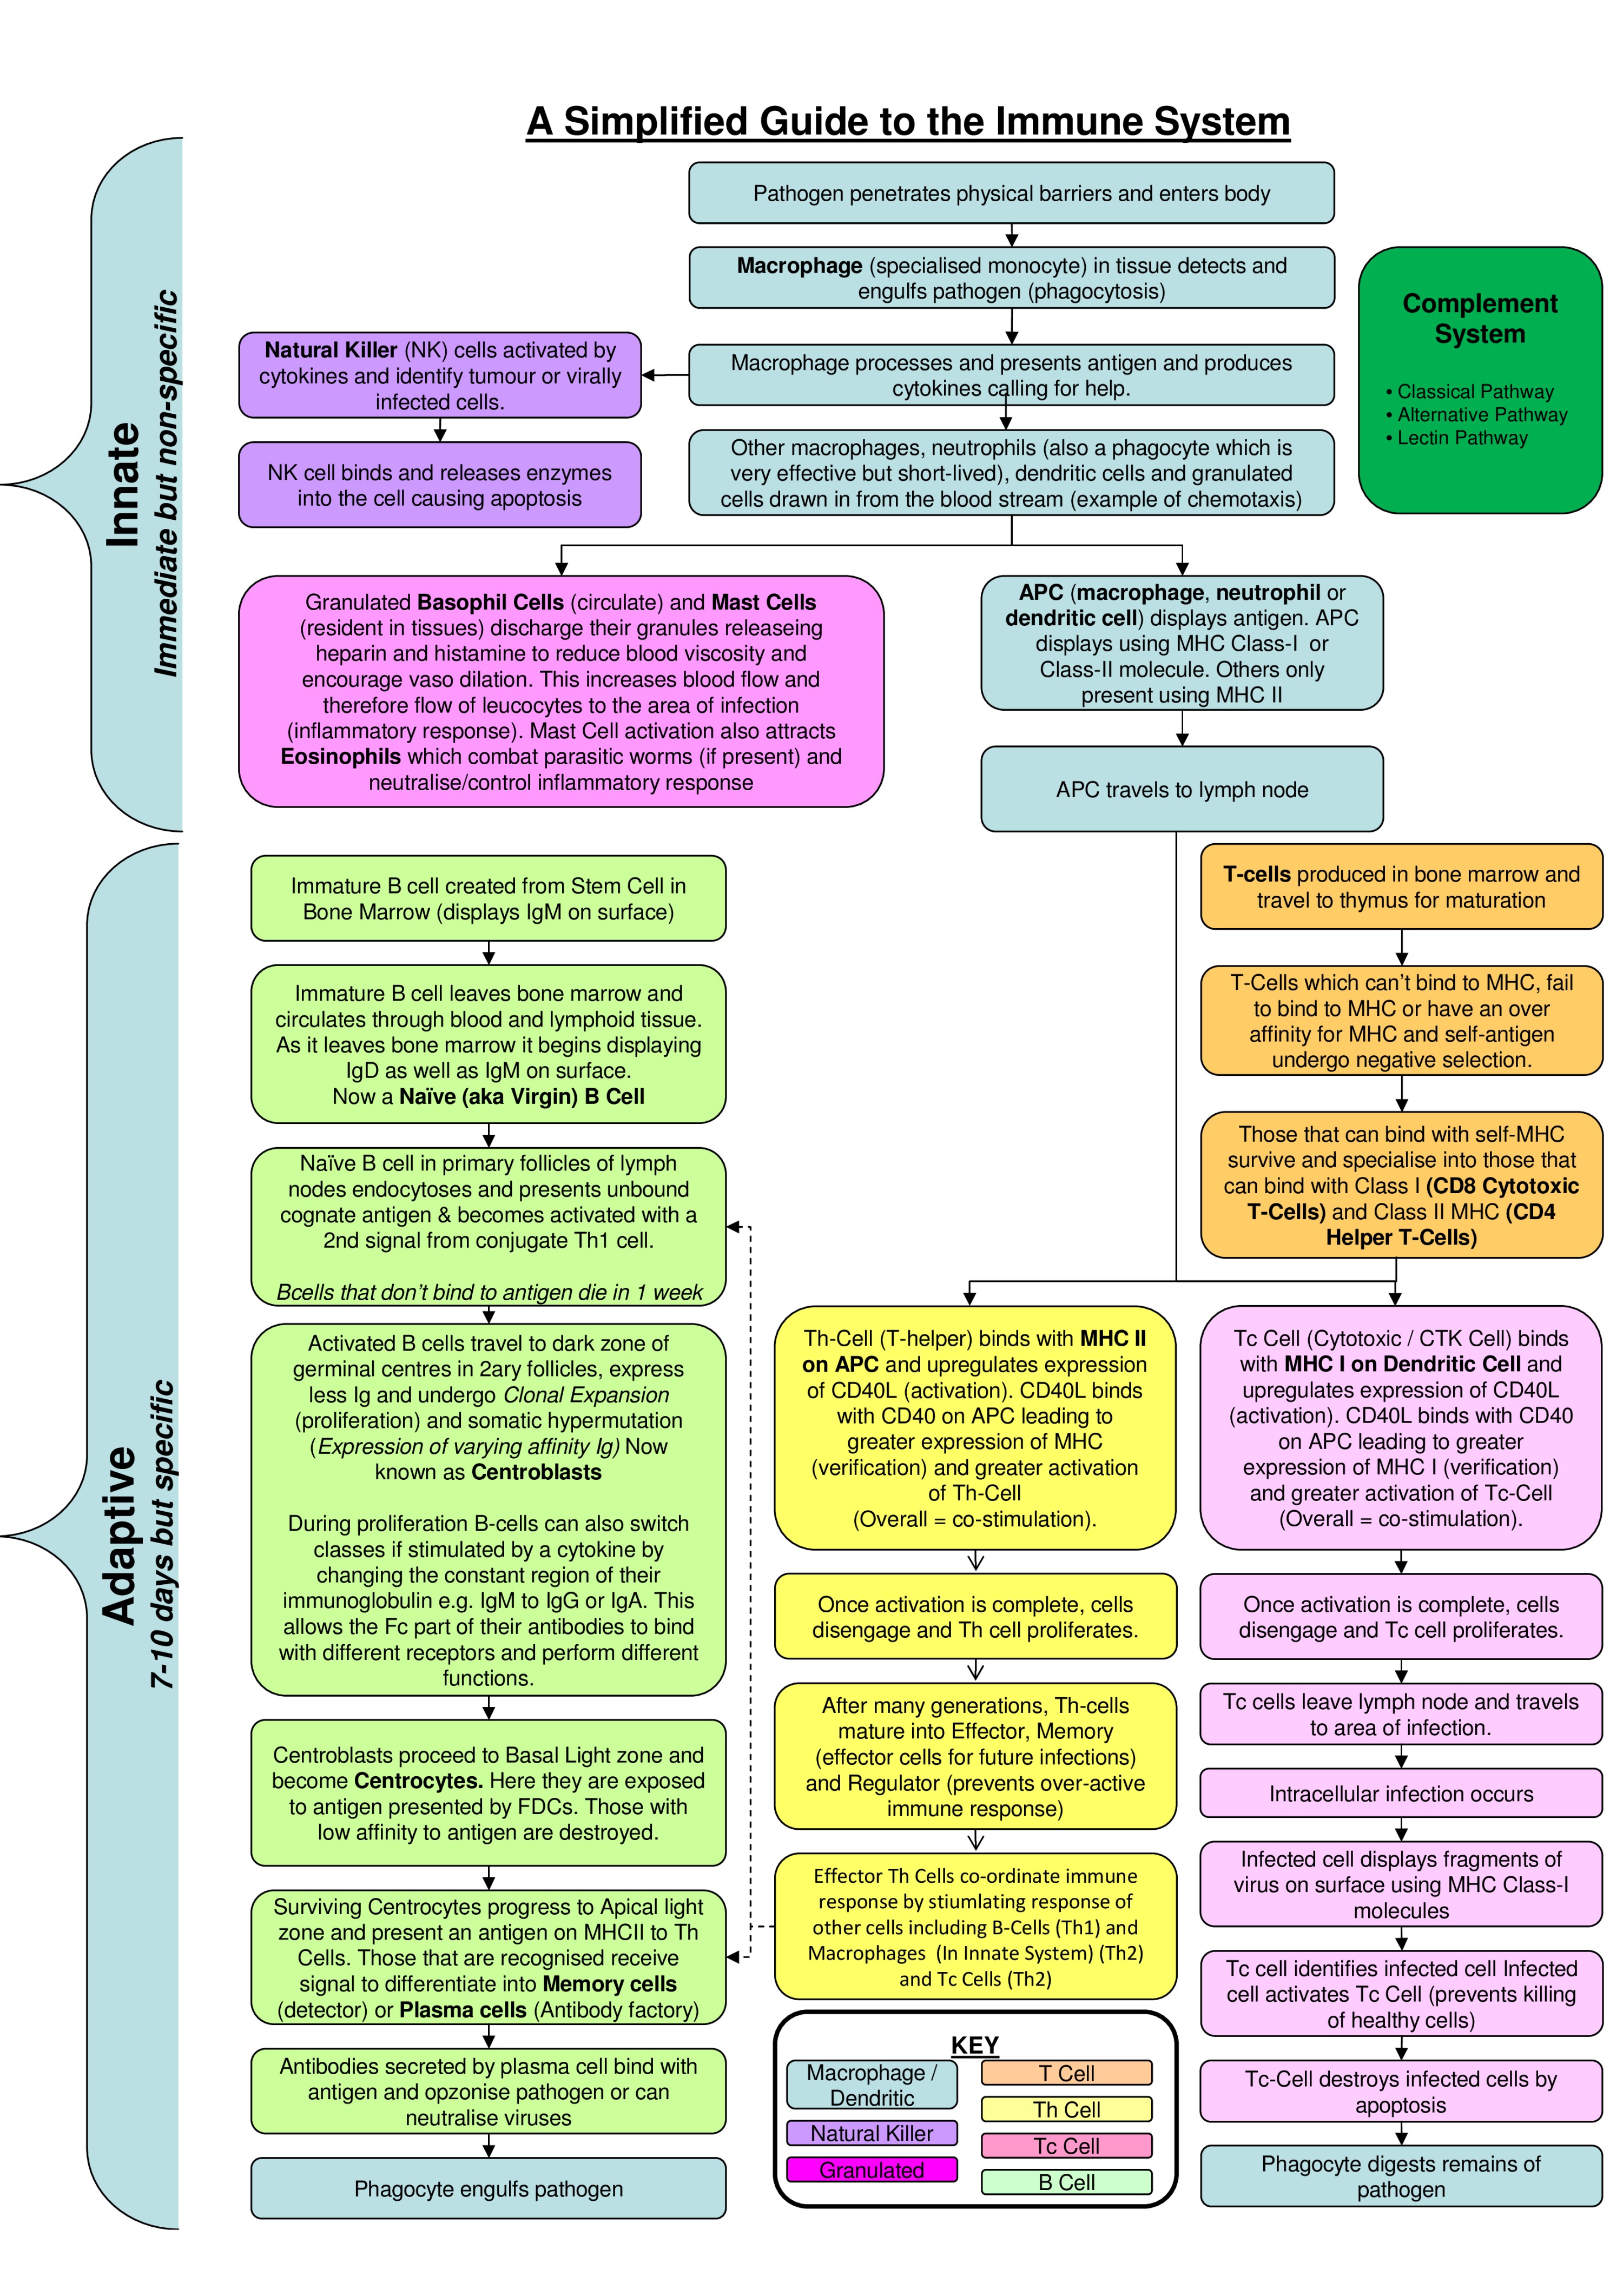 A Simplified Guide to the Immune System
Innate
Immediate but non-specific
Pathogen penetrates physical barriers and enters body
Macrophage (specialised monocyte) in tissue detects and
engulfs pathogen (phagocytosis)
Complement
System
• Classical Pathway
• Alternative Pathway
• Lectin Pathway
Natural Killer (NK) cells activated by
cytokines and identify tumour or virally
infected cells.
Macrophage processes and presents antigen and produces
cytokines calling for help.
NK cell binds and releases enzymes
into the cell causing apoptosis
Other macrophages, neutrophils (also a phagocyte which is
very effective but short-lived), dendritic cells and granulated
cells drawn in from the blood stream (example of chemotaxis)
Granulated Basophil Cells (circulate) and Mast Cells
(resident in tissues) discharge their granules releaseing
heparin and histamine to reduce blood viscosity and
encourage vaso dilation. This increases blood flow and
therefore flow of leucocytes to the area of infection
(inflammatory response). Mast Cell activation also attracts
Eosinophils which combat parasitic worms (if present) and
neutralise/control inflammatory response
APC (macrophage, neutrophil or
dendritic cell) displays antigen. APC
displays using MHC Class-I or
Class-II molecule. Others only
present using MHC II
APC travels to lymph node
Adaptive
7-10 days but specific
Immature B cell created from Stem Cell in
Bone Marrow (displays IgM on surface)
Immature B cell leaves bone marrow and
circulates through blood and lymphoid tissue.
As it leaves bone marrow it begins displaying
IgD as well as IgM on surface.
Now a Naïve (aka Virgin) B Cell
Naïve B cell in primary follicles of lymph
nodes endocytoses and presents unbound
cognate antigen & becomes activated with a
2nd signal from conjugate Th1 cell.
Bcells that don't bind to antigen die in 1 week
Activated B cells travel to dark zone of
germinal centres in 2ary follicles, express
less Ig and undergo Clonal Expansion
(proliferation) and somatic hypermutation
(Expression of varying affinity Ig) Now
known as Centroblasts
During proliferation B-cells can also switch
classes if stimulated by a cytokine by
changing the constant region of their
immunoglobulin e.g. IgM to IgG or IgA. This
allows the Fc part of their antibodies to bind
with different receptors and perform different
functions.
Centroblasts proceed to Basal Light zone and
become Centrocytes. Here they are exposed
to antigen presented by FDCs. Those with
low affinity to antigen are destroyed.
Surviving Centrocytes progress to Apical light
zone and present an antigen on MHCII to Th
Cells. Those that are recognised receive
signal to differentiate into Memory cells
(detector) or Plasma cells (Antibody factory)
Antibodies secreted by plasma cell bind with
antigen and opzonise pathogen or can
neutralise viruses
Phagocyte engulfs pathogen
T-cells produced in bone marrow and
travel to thymus for maturation
T-Cells which can't bind to MHC, fail
to bind to MHC or have an over
affinity for MHC and self-antigen
undergo negative selection.
Those that can bind with self-MHC
survive and specialise into those that
can bind with Class I (CD8 Cytotoxic
T-Cells) and Class II MHC (CD4
Helper T-Cells)
Th-Cell (T-helper) binds with MHC II
on APC and upregulates expression
of CD40L (activation). CD40L binds
with CD40 on APC leading to
greater expression of MHC
(verification) and greater activation
of Th-Cell
(Overall = co-stimulation).
Once activation is complete, cells
disengage and Th cell proliferates.
After many generations, Th-cells
mature into Effector, Memory
(effector cells for future infections)
and Regulator (prevents over-active
immune response)
Effector Th Cells co-ordinate immune
response by stiumlating response of
other cells including B-Cells (Th1) and
Macrophages (In Innate System) (Th2)
and Tc Cells (Th2)
Tc Cell (Cytotoxic / CTK Cell) binds
with MHC I on Dendritic Cell and
upregulates expression of CD40L
(activation). CD40L binds with CD40
on APC leading to greater
expression of MHC I (verification)
and greater activation of Tc-Cell
(Overall = co-stimulation).
Once activation is complete, cells
disengage and Tc cell proliferates.
Tc cells leave lymph node and travels
to area of infection.
Intracellular infection occurs
Infected cell displays fragments of
virus on surface using MHC Class-I
molecules
Tc cell identifies infected cell Infected
cell activates Tc Cell (prevents killing
of healthy cells)
Tc-Cell destroys infected cells by
apoptosis
Phagocyte digests remains of
pathogen
KEY
Macrophage /
Dendritic
Natural Killer
Granulated
T Cell
Th Cell
Tc Cell
B Cell